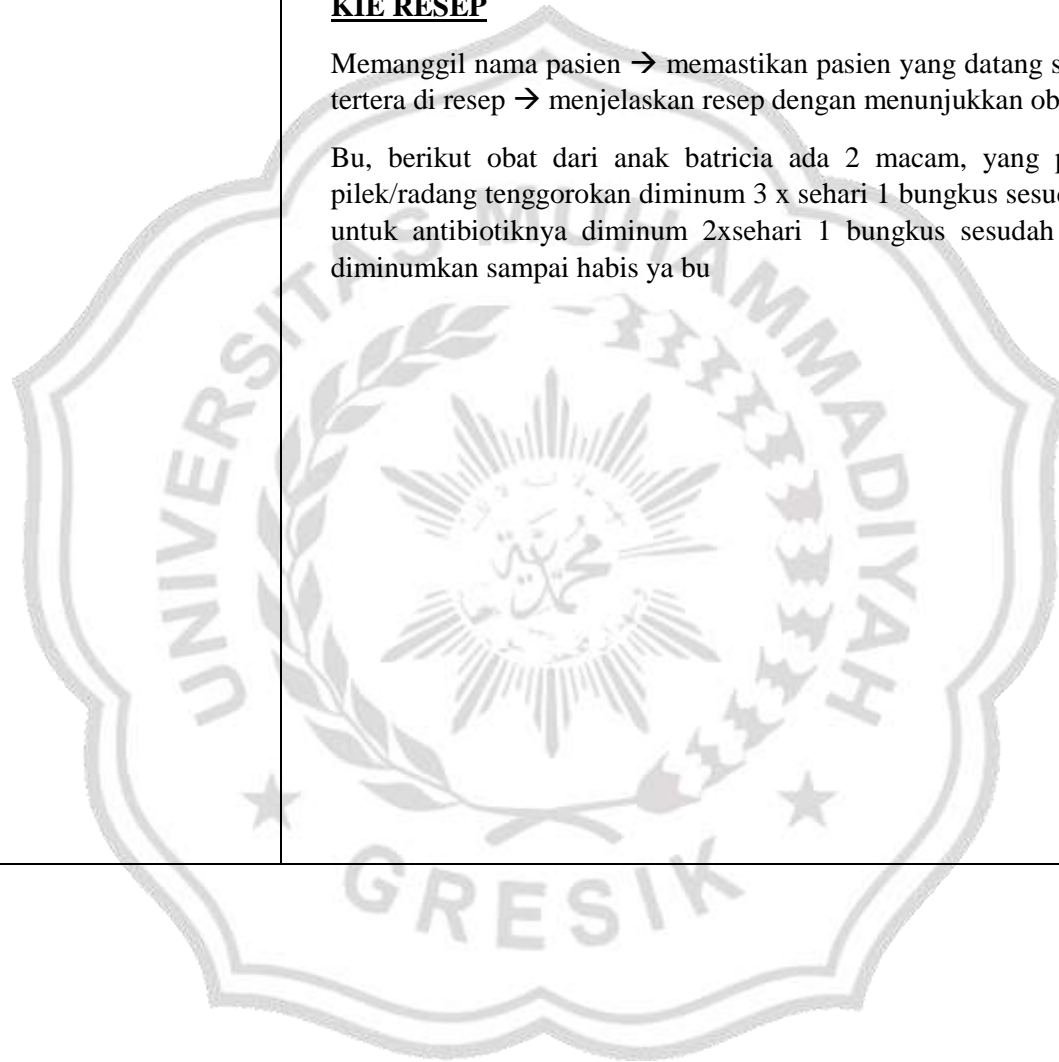 KIE RESEP
Memanggil nama pasien → memastikan pasien yang datang s
tertera di resep → menjelaskan resep dengan menunjukkan ob
Bu, berikut obat dari anak batricia ada 2 macam, yang p
pilek/radang tenggorokan diminum 3 x sehari 1 bungkus sesu
untuk antibiotiknya diminum 2xsehari 1 bungkus sesudah
diminumkan sampai habis ya bu
UNIVERSITAS MUHAMMADIYAH
GRESIK